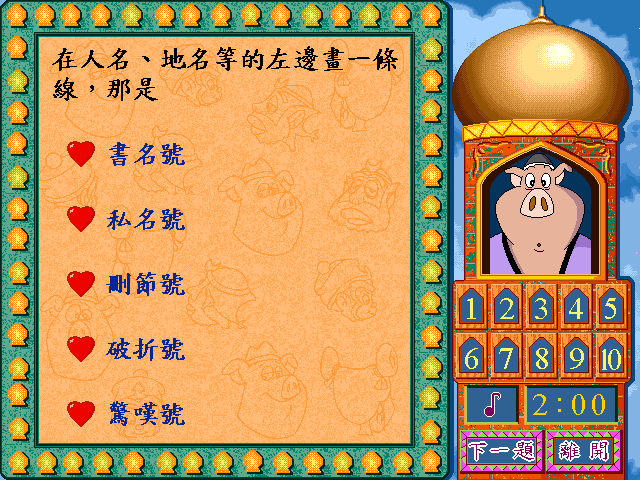 在人名、地名等的左邊畫一條
線，那是
書名號
私名號
刪節號
破折號
驚嘆號
1 2 3 4 5
6 7 8 9 10
2:00
下一題 離開